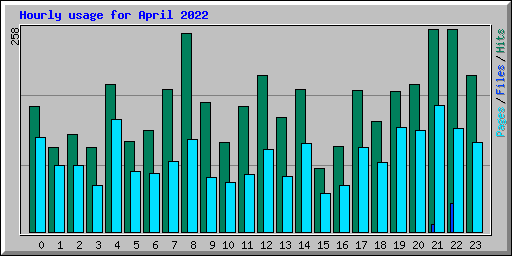 Hourly usage for April 2022
258
Pages/Files/Hits
0 1 2 3 4 5 6 7 8 9 10 11 12 13 14 15 16 17 18 19 20 21 22 23